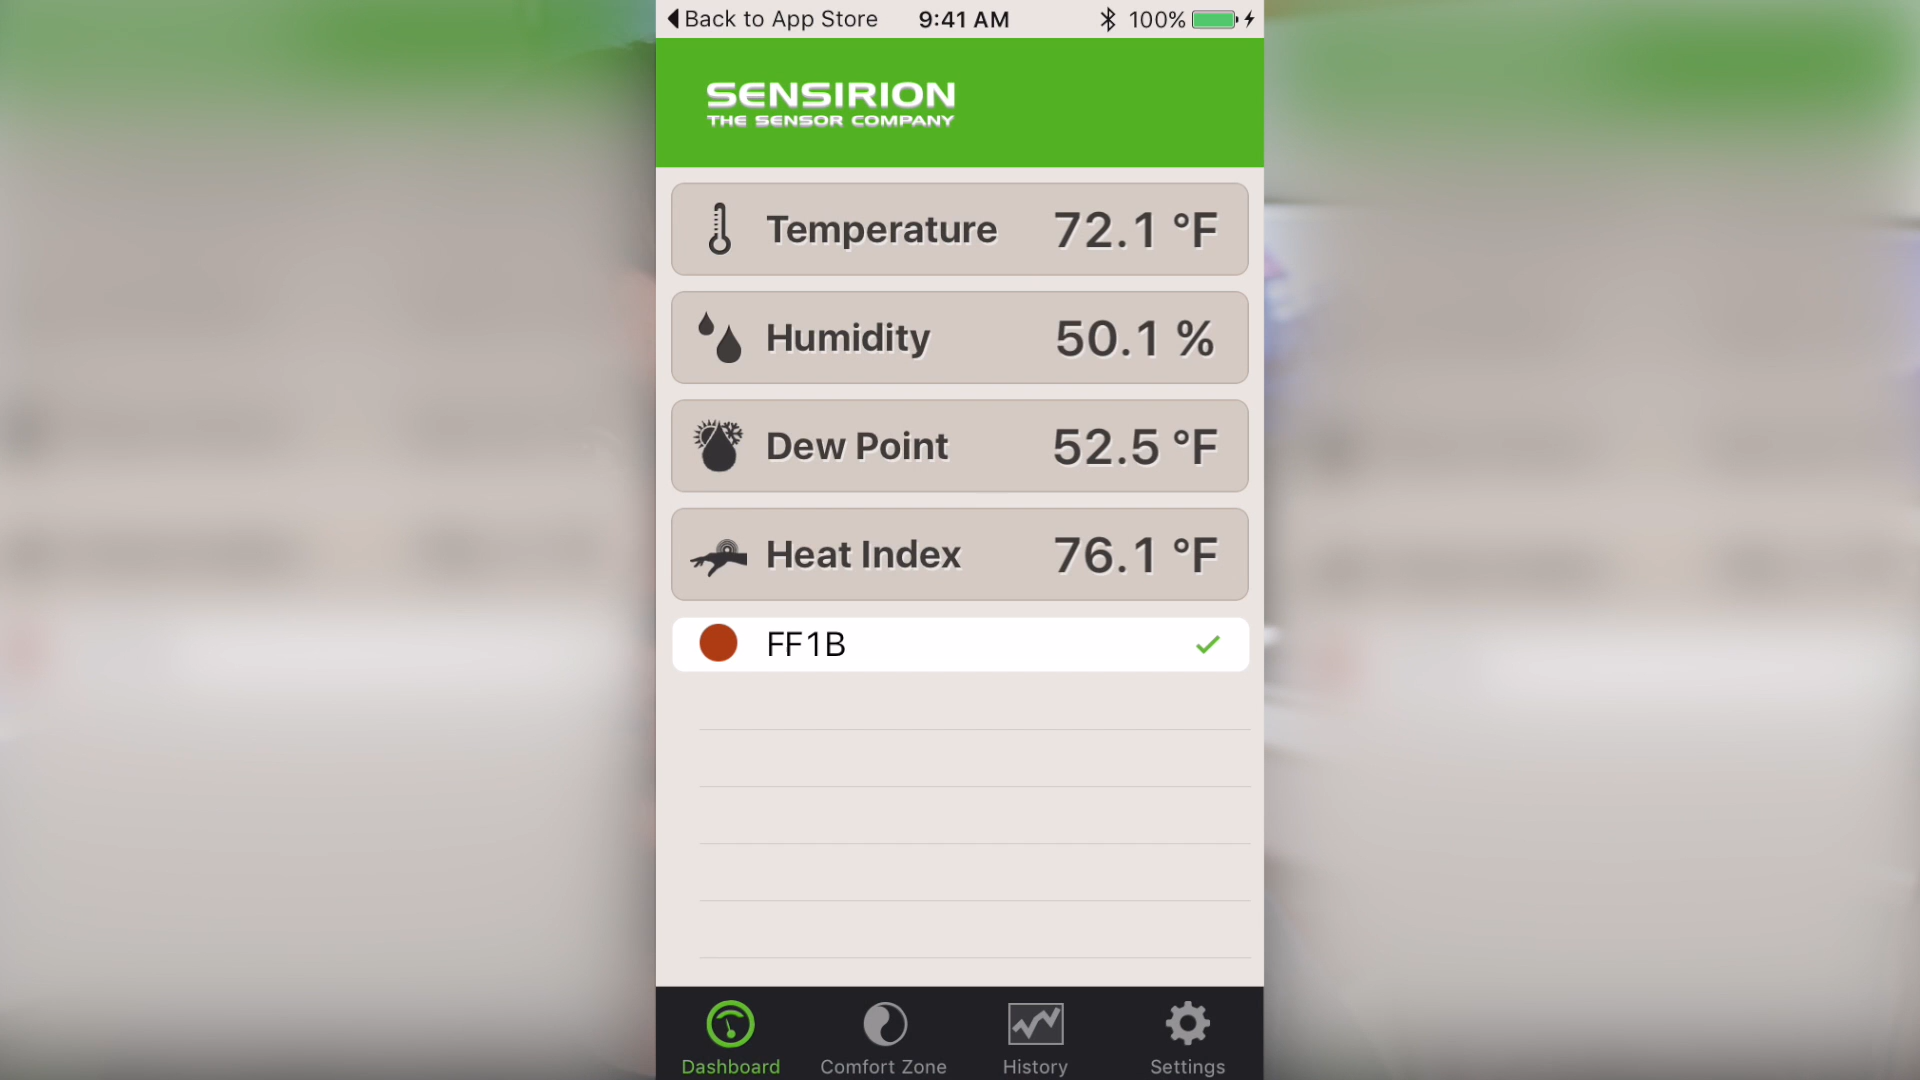 Back to App Store 9:41 AM 100%
SENSIRION
THE SENSOR COMPANY
Temperature 72.1 °F
Humidity 50.1 %
Dew Point 52.5 °F
Heat Index 76.1 °F
FF1B
Dashboard Comfort Zone History Settings